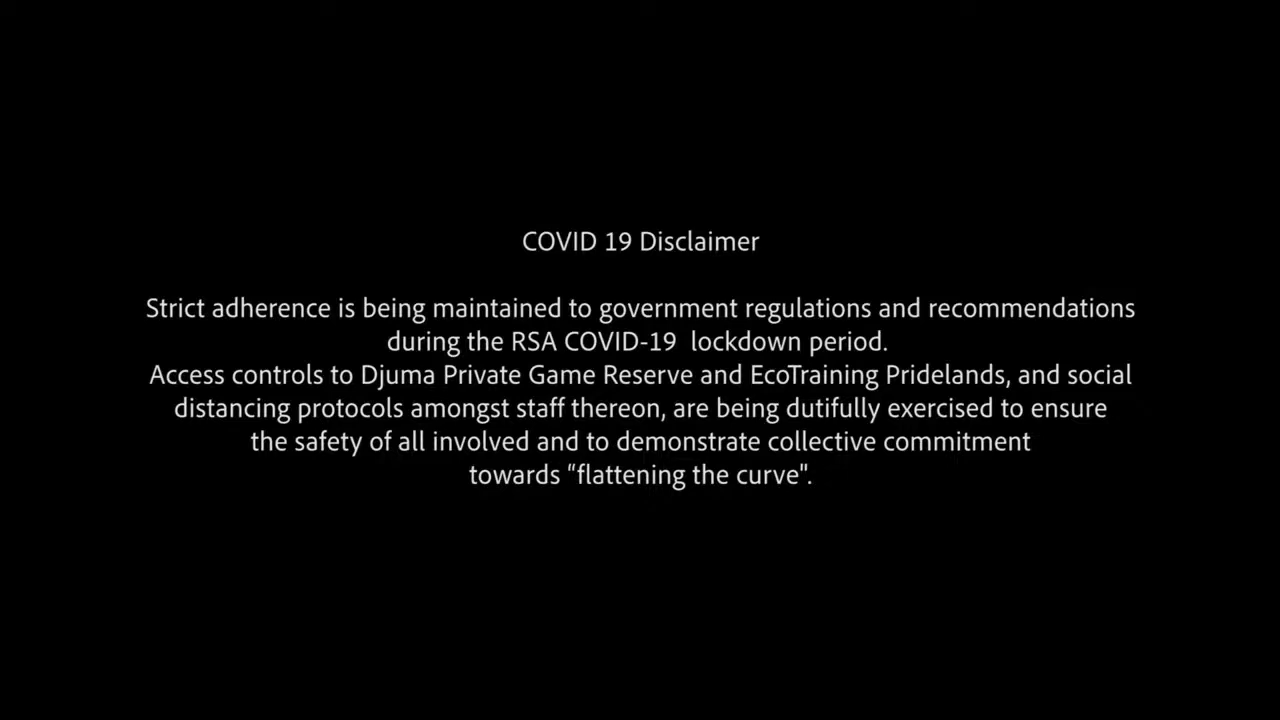 COVID 19 Disclaimer
Strict adherence is being maintained to government regulations and recommendations
during the RSA COVID-19  lockdown period.
Access controls to Djuma Private Game Reserve and EcoTraining Pridelands, and social
distancing protocols amongst staff thereon, are being dutifully exercised to ensure
the safety of all involved and to demonstrate collective commitment
towards “flattening the curve".